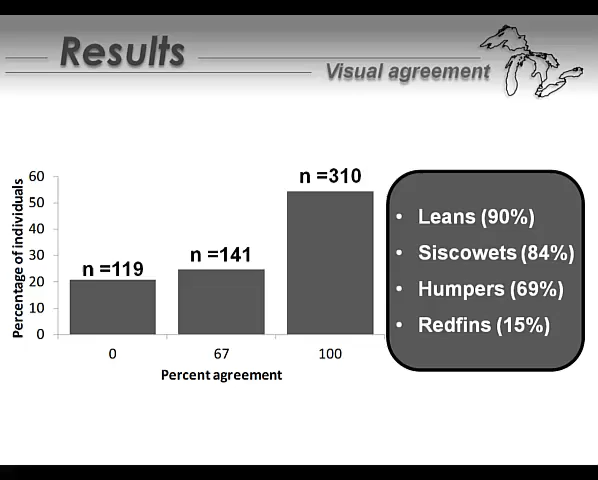 Results
Visual agreement
Percentage of individuals
60
50
40
30
20
10
0
n =119
n =141
n =310
0
67
100
Percent agreement
• Leans (90%)
• Siscowets (84%)
• Humpers (69%)
• Redfins (15%)